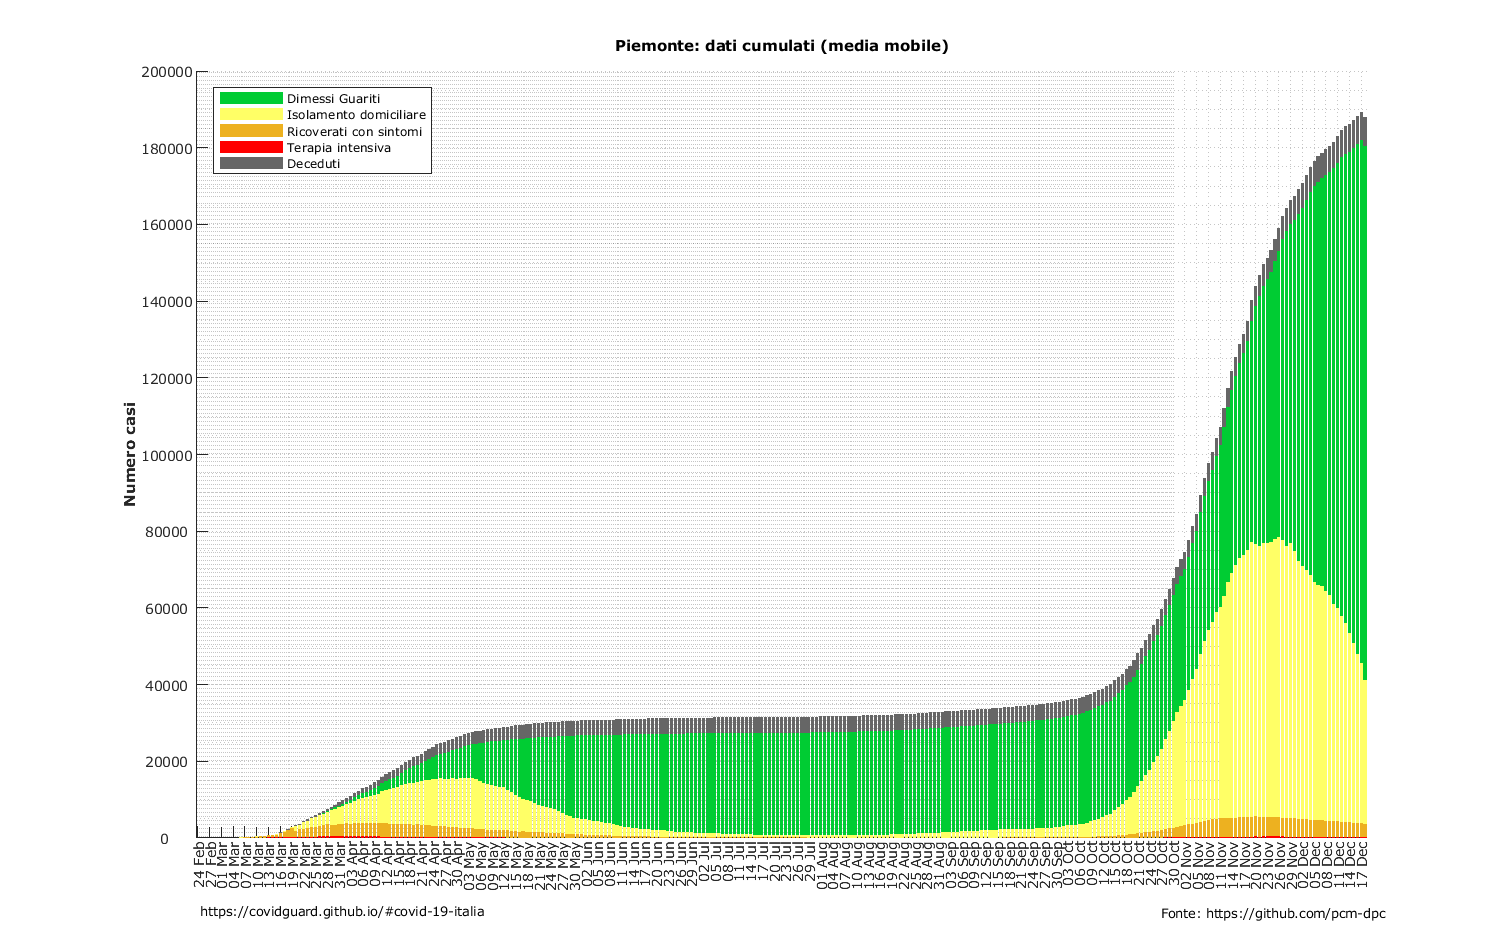 Piemonte: dati cumulati (media mobile)
200000
180000
160000
140000
120000
100000
80000
60000
40000
20000
0
Numero casi
Dimessi Guariti
Isolamento domiciliare
Ricoverati con sintomi
Terapia intensiva
Deceduti
24 Feb
27 Feb
01 Mar
04 Mar
07 Mar
10 Mar
13 Mar
16 Mar
19 Mar
22 Mar
25 Mar
28 Mar
31 Mar
03 Apr
06 Apr
09 Apr
12 Apr
15 Apr
18 Apr
21 Apr
24 Apr
27 Apr
30 Apr
03 May
06 May
09 May
12 May
15 May
18 May
21 May
24 May
27 May
30 May
02 Jun
05 Jun
08 Jun
11 Jun
14 Jun
17 Jun
20 Jun
23 Jun
26 Jun
29 Jun
02 Jul
05 Jul
08 Jul
11 Jul
14 Jul
17 Jul
20 Jul
23 Jul
26 Jul
29 Jul
01 Aug
04 Aug
07 Aug
10 Aug
13 Aug
16 Aug
19 Aug
22 Aug
25 Aug
28 Aug
31 Aug
03 Sep
06 Sep
09 Sep
12 Sep
15 Sep
18 Sep
21 Sep
24 Sep
27 Sep
30 Sep
03 Oct
06 Oct
09 Oct
12 Oct
15 Oct
18 Oct
21 Oct
24 Oct
27 Oct
30 Oct
02 Nov
05 Nov
08 Nov
11 Nov
14 Nov
17 Nov
20 Nov
23 Nov
26 Nov
29 Nov
02 Dec
05 Dec
08 Dec
11 Dec
14 Dec
17 Dec
https://covidguard.github.io/#covid-19-italia
Fonte: https://github.com/pcm-dpc